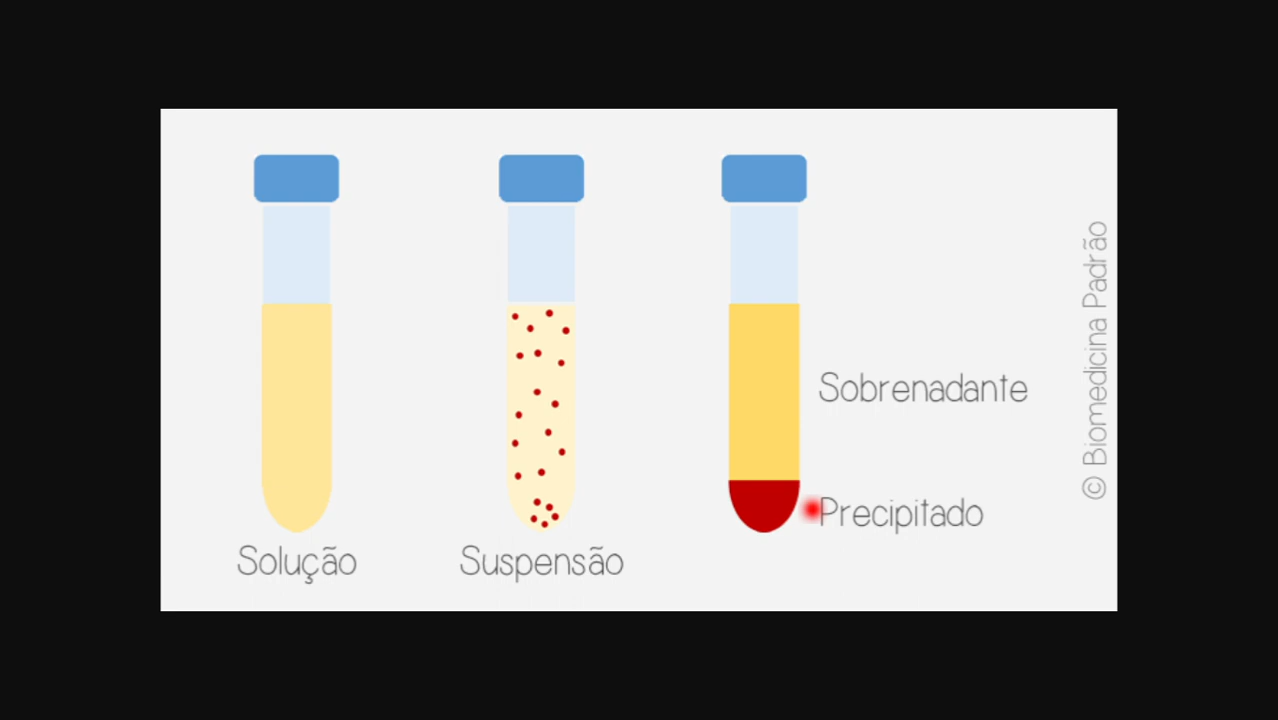 Solução
Suspensão
Sobrenadante
Precipitado
© Biomedicina Padrão